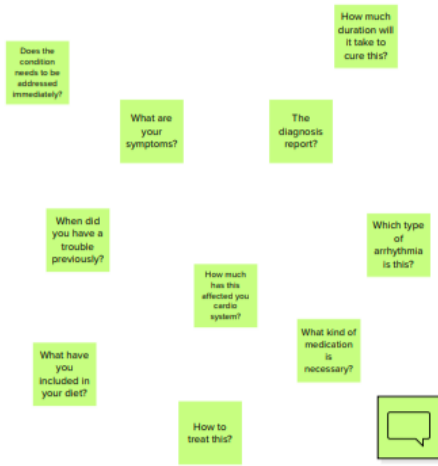 How much
duration will
it take to
cure this?
Does the
condition
needs to be
addressed
immediately?
What are
your
symptoms?
The
diagnosis
report?
When did
you have a
trouble
previously?
Which type
of
arrhythmia
is this?
How much
has this
affected you
cardio
system?
What kind of
medication
is
necessary?
What have
you
included in
your diet?
How to
treat this?